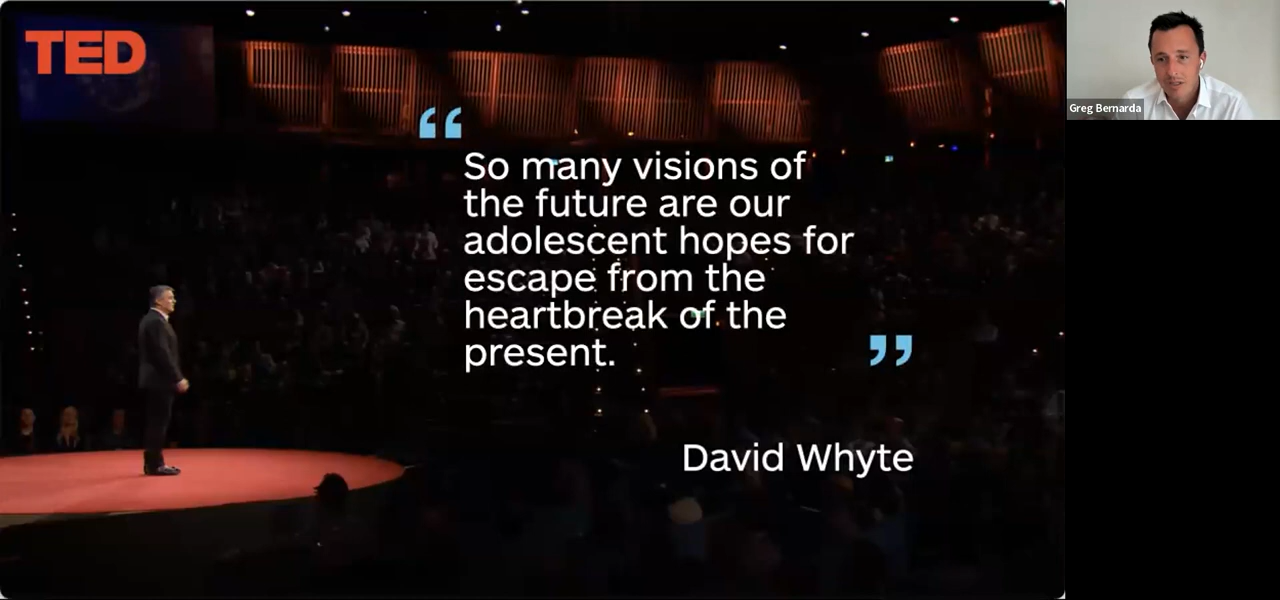 TED
Greg Bernarda
“
So many visions of
the future are our
adolescent hopes for
escape from the
heartbreak of the
present.
”
David Whyte